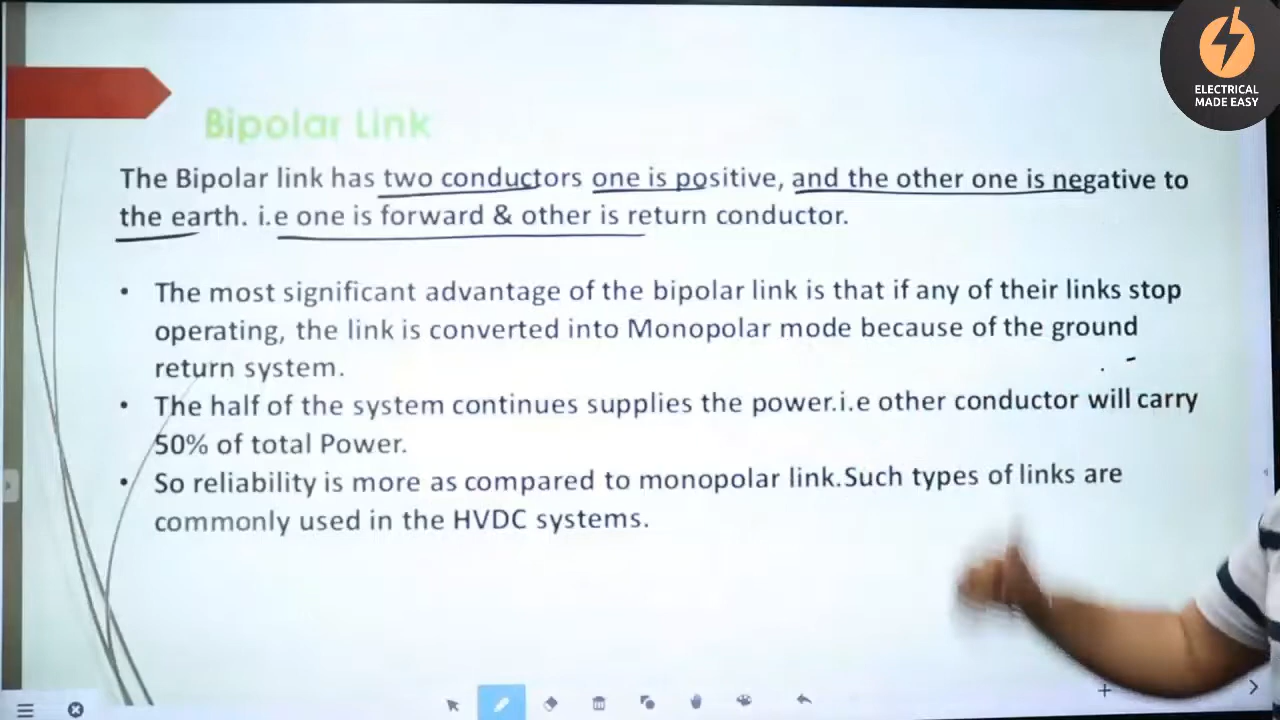 ELECTRICAL
MADE EASY
Bipolar Link
The Bipolar link has two conductors one is positive, and the other one is negative to
the earth. i.e one is forward & other is return conductor.
• The most significant advantage of the bipolar link is that if any of their links stop
operating, the link is converted into Monopolar mode because of the ground
return system.
• The half of the system continues supplies the power.i.e other conductor will carry
50% of total Power.
• So reliability is more as compared to monopolar link.Such types of links are
commonly used in the HVDC systems.